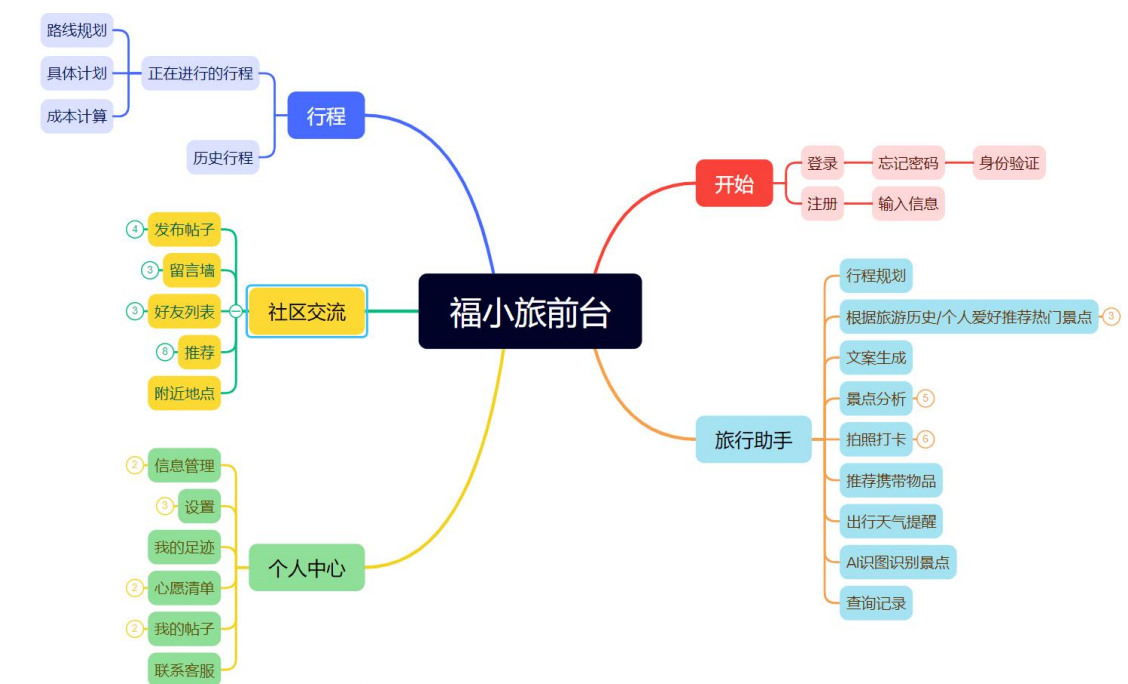 福小旅前台
行程
正在进行的行程
路线规划
具体计划
成本计算
历史行程
开始
登录
忘记密码
身份验证
注册
输入信息
社区交流
发布帖子
4
留言墙
3
好友列表
3
推荐
8
附近地点
旅行助手
行程规划
根据旅游历史/个人爱好推荐热门景点
3
文案生成
景点分析
5
拍照打卡
6
推荐携带物品
出行天气提醒
AI识图识别景点
查询记录
个人中心
信息管理
2
设置
3
我的足迹
心愿清单
2
我的帖子
2
联系客服